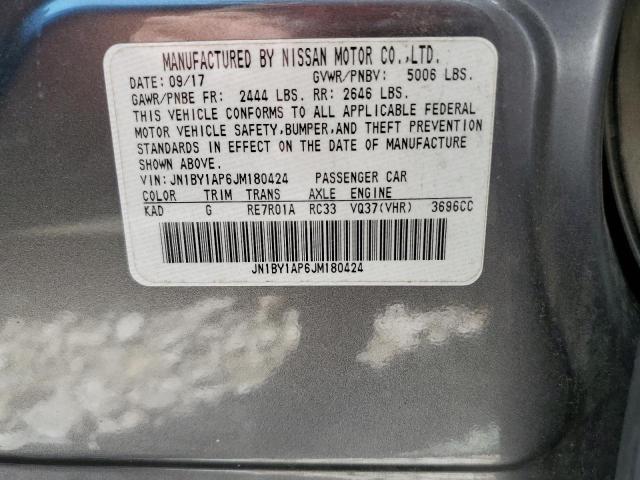 MANUFACTURED BY NISSAN MOTOR CO.,LTD.
DATE: 09/17 GVWR/PNBV: 5006 LBS.
GAWR/PNBE FR: 2444 LBS. RR: 2646 LBS.
THIS VEHICLE CONFORMS TO ALL APPLICABLE FEDERAL
MOTOR VEHICLE SAFETY,BUMPER,AND THEFT PREVENTION
STANDARDS IN EFFECT ON THE DATE OF MANUFACTURE
SHOWN ABOVE.
VIN: JN1BY1AP6JM180424 PASSENGER CAR
COLOR TRIM TRANS AXLE ENGINE
KAD G RE7R01A RC33 VQ37(VHR) 3696CC
JN1BY1AP6JM180424